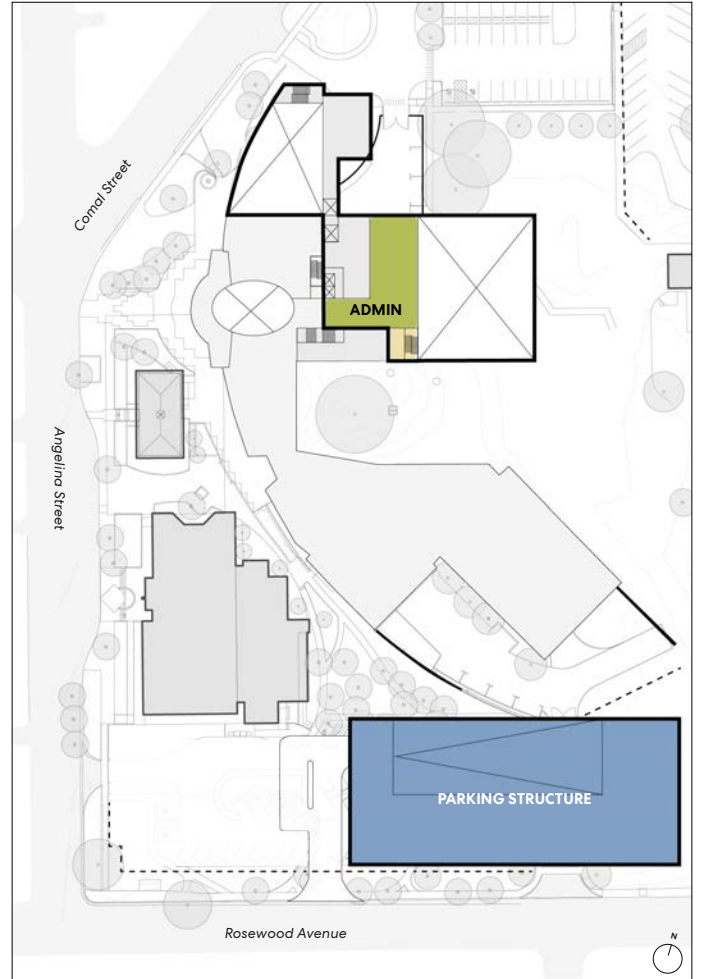 Comal Street
ADMIN
Angelina Street
PARKING STRUCTURE
Rosewood Avenue
N